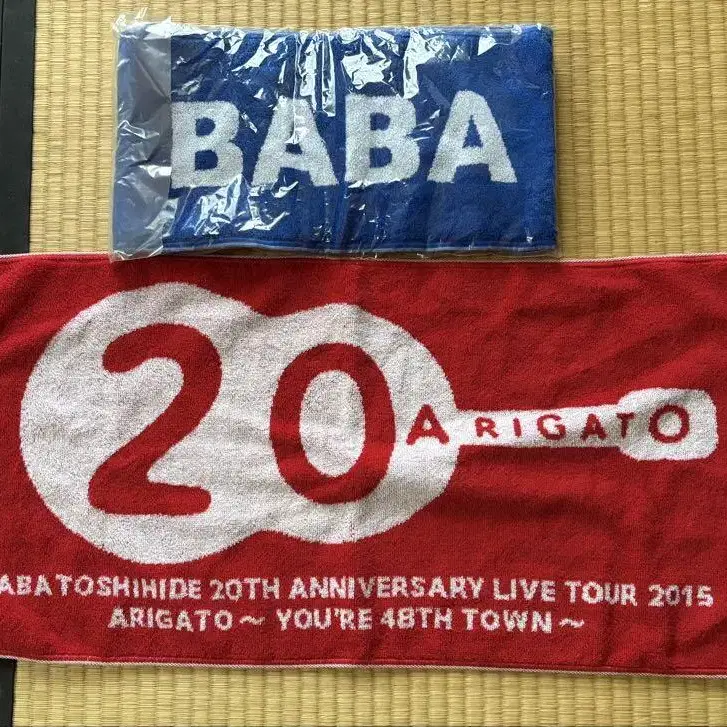 BABA
20 ARIGATO
ABATOSHIHIDE 20TH ANNIVERSARY LIVE TOUR 2015
ARIGATO～ YOU'RE 48TH TOWN～